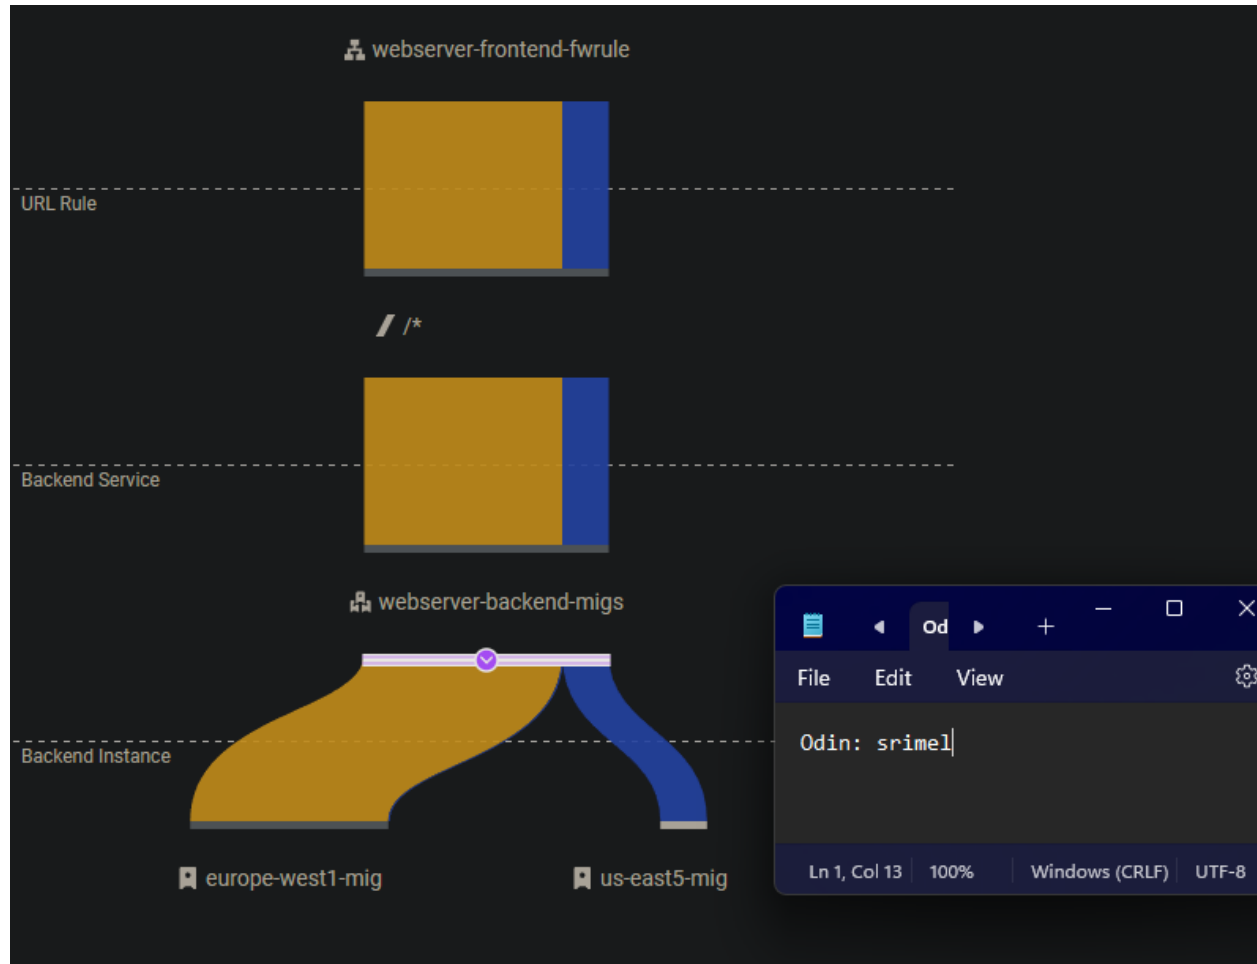 webserver-frontend-fwrule
URL Rule
/*
Backend Service
webserver-backend-migs
Backend Instance
europe-west1-mig
us-east5-mig
Od
File Edit View
Odin: srimel
Ln 1, Col 13 100% Windows (CRLF) UTF-8